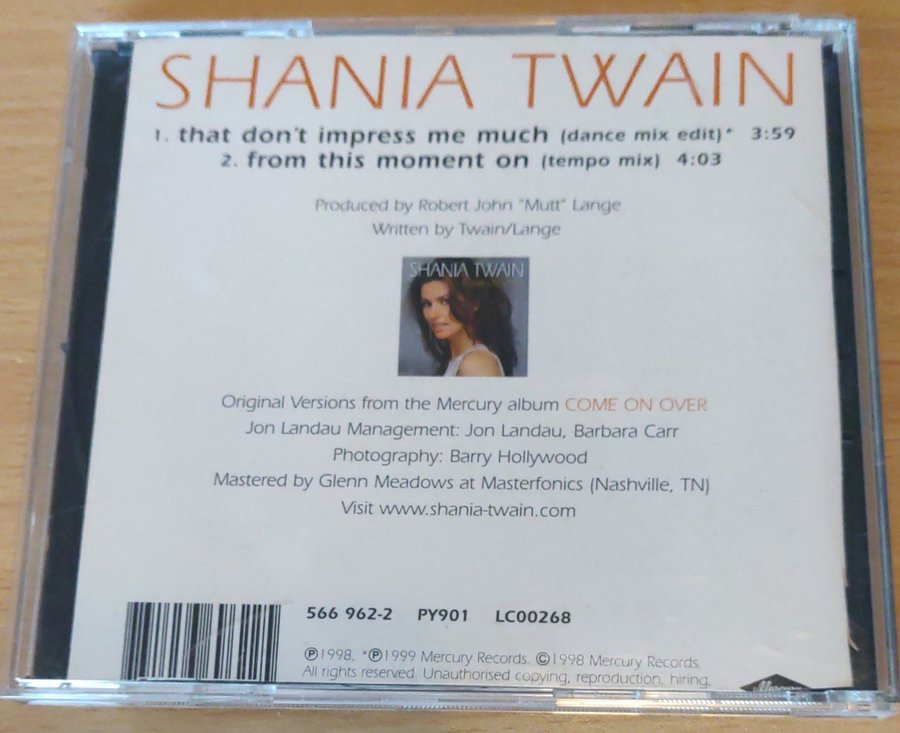 SHANIA TWAIN
1. that don't impress me much (dance mix edit)* 3:59
2. from this moment on (tempo mix) 4:03
Produced by Robert John "Mutt" Lange
Written by Twain/Lange
SHANIA TWAIN
Original Versions from the Mercury album COME ON OVER
Jon Landau Management: Jon Landau, Barbara Carr
Photography: Barry Hollywood
Mastered by Glenn Meadows at Masterfonics (Nashville, TN)
Visit www.shania-twain.com
566 962-2 PY901 LC00268
℗1998, *℗1999 Mercury Records. ©1998 Mercury Records,
All rights reserved. Unauthorised copying, reproduction, hiring,
Mercury